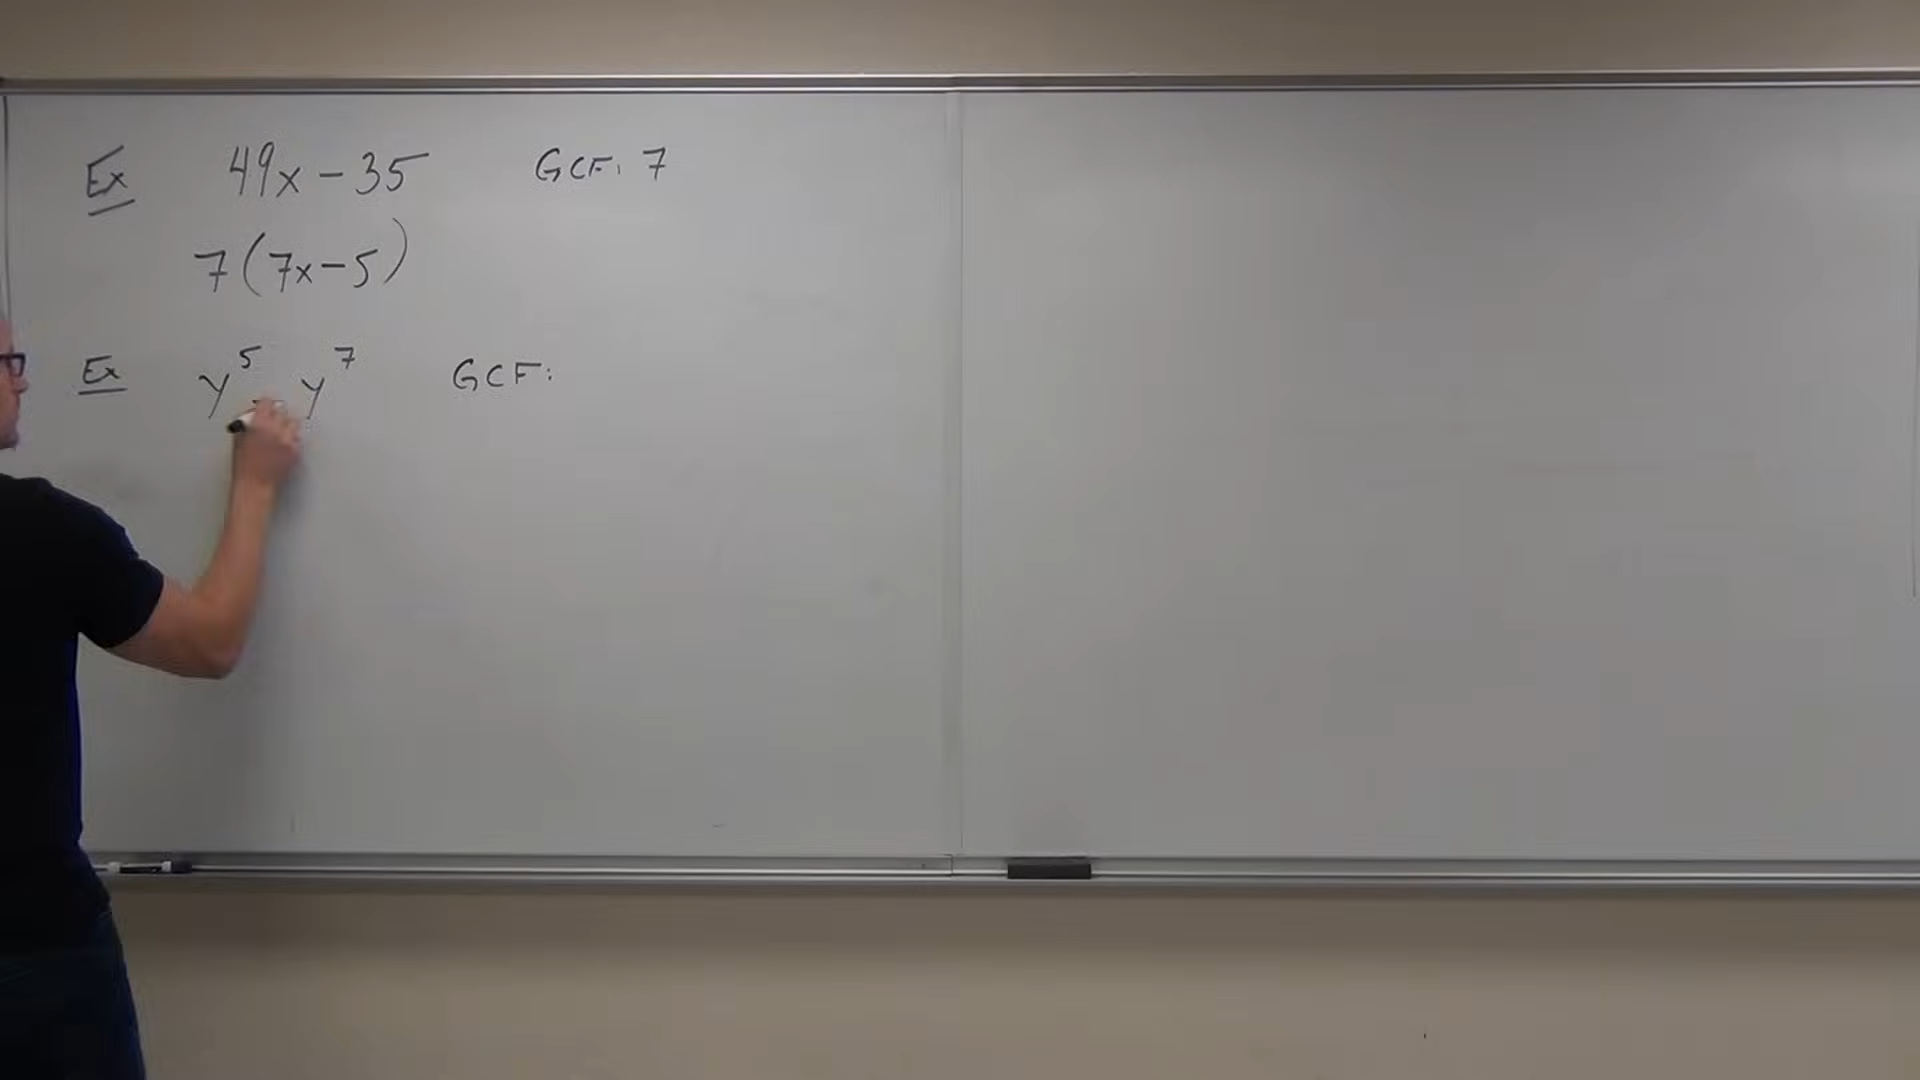 Ex 49x - 35 GCF: 7
7(7x - 5)
Ex y⁵ - y⁷ GCF: